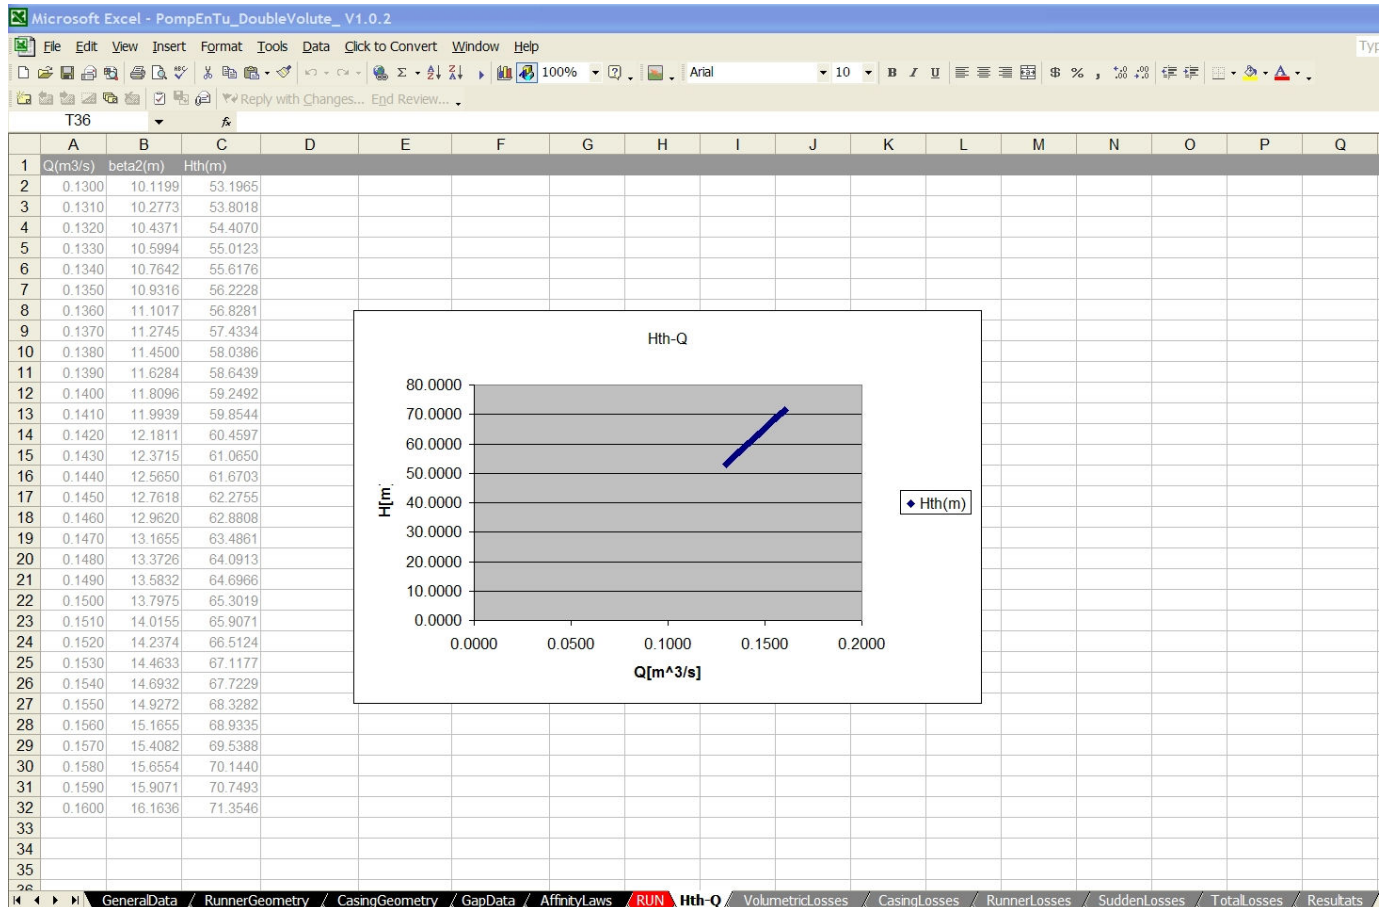 Microsoft Excel - PompEnTu_DoubleVolute_ V1.0.2
File Edit View Insert Format Tools Data Click to Convert Window Help
100% Arial 10 B I U $ % ,
Reply with Changes... End Review...
T36 fx
A B C D E F G H I J K L M N O P Q
1 Q(m3/s) beta2(m) Hth(m)
2 0.1300 10.1199 53.1965
3 0.1310 10.2773 53.8018
4 0.1320 10.4371 54.4070
5 0.1330 10.5994 55.0123
6 0.1340 10.7642 55.6176
7 0.1350 10.9316 56.2228
8 0.1360 11.1017 56.8281
9 0.1370 11.2745 57.4334
10 0.1380 11.4500 58.0386
11 0.1390 11.6284 58.6439
12 0.1400 11.8096 59.2492
13 0.1410 11.9939 59.8544
14 0.1420 12.1811 60.4597
15 0.1430 12.3715 61.0650
16 0.1440 12.5650 61.6703
17 0.1450 12.7618 62.2755
18 0.1460 12.9620 62.8808
19 0.1470 13.1655 63.4861
20 0.1480 13.3726 64.0913
21 0.1490 13.5832 64.6966
22 0.1500 13.7975 65.3019
23 0.1510 14.0155 65.9071
24 0.1520 14.2374 66.5124
25 0.1530 14.4633 67.1177
26 0.1540 14.6932 67.7229
27 0.1550 14.9272 68.3282
28 0.1560 15.1655 68.9335
29 0.1570 15.4082 69.5388
30 0.1580 15.6554 70.1440
31 0.1590 15.9071 70.7493
32 0.1600 16.1636 71.3546
33
34
35
Hth-Q
80.0000
70.0000
60.0000
50.0000
40.0000
30.0000
20.0000
10.0000
0.0000
H[m]
0.0000 0.0500 0.1000 0.1500 0.2000
Q[m^3/s]
Hth(m)
GeneralData RunnerGeometry CasingGeometry GapData AffinityLaws RUN Hth-Q VolumetricLosses CasingLosses RunnerLosses SuddenLosses TotalLosses Resultats